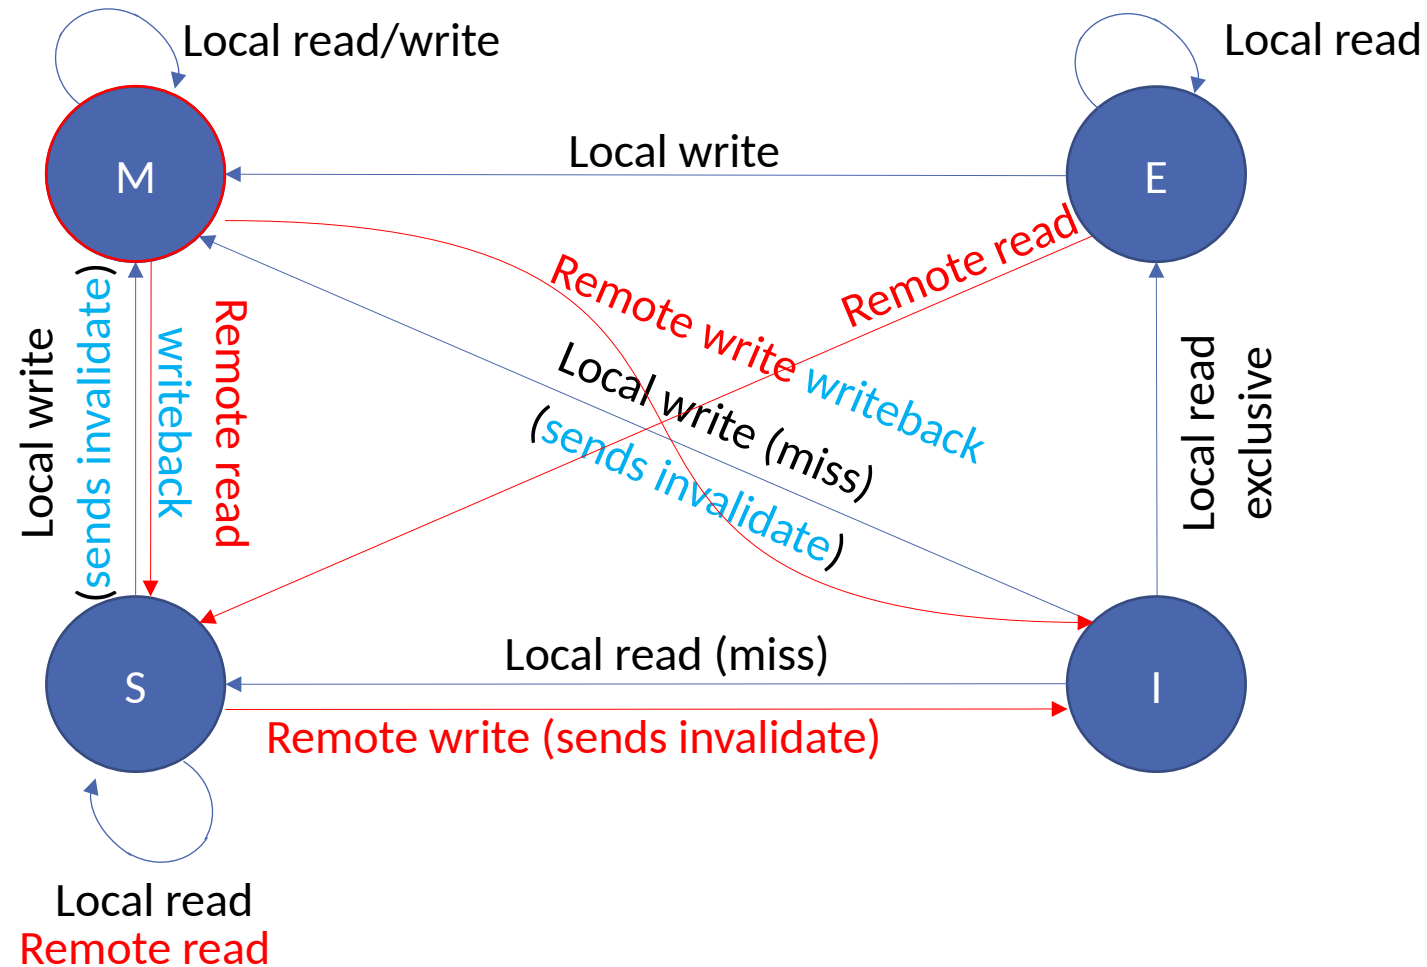 Local read/write
Local read
M
E
Local write
Remote read
Remote write writeback
Local write (miss)
(sends invalidate)
Local write
(sends invalidate)
writeback
Remote read
Local read
exclusive
S
I
Local read (miss)
Remote write (sends invalidate)
Local read
Remote read